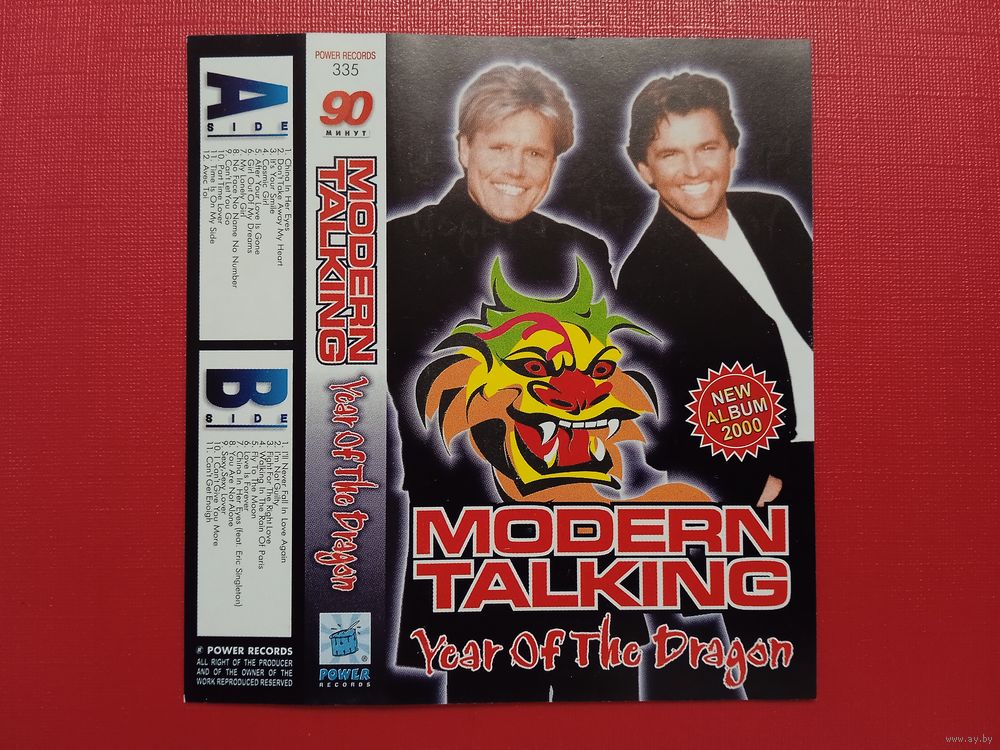 A
SIDE
1. China In Her Eyes
2. Don't Take Away My Heart
3. It's Your Smile
4. Cosmic Girl
5. After Your Love Is Gone
6. Girl Out Of My Dreams
7. My Lonely Girl
8. No Face No Name No Number
9. Can't Let You Go
10. Part Time Lover
11. Time Is On My Side
12. Avec Toi
B
SIDE
1. I'll Never Fall In Love Again
2. I'm Not Guilty
3. Fight For The Right Love
4. Walking In The Rain Of Paris
5. Fly To The Moon
6. Love Is Forever
7. China In Her Eyes (feat. Eric Singleton)
8. You Are Not Alone
9. Sexy, Sexy Lover
10. I Can't Give You More
11. Can't Get Enoigh
POWER RECORDS
ALL RIGHT OF THE PRODUCER
AND OF THE OWNER OF THE
WORK REPRODUCED RESERVED
POWER RECORDS
335
90
МИНУТ
MODERN
TALKING
Year Of The Dragon
POWER
RECORDS
NEW
ALBUM
2000
MODERN
TALKING
Year Of The Dragon
www.ay.by